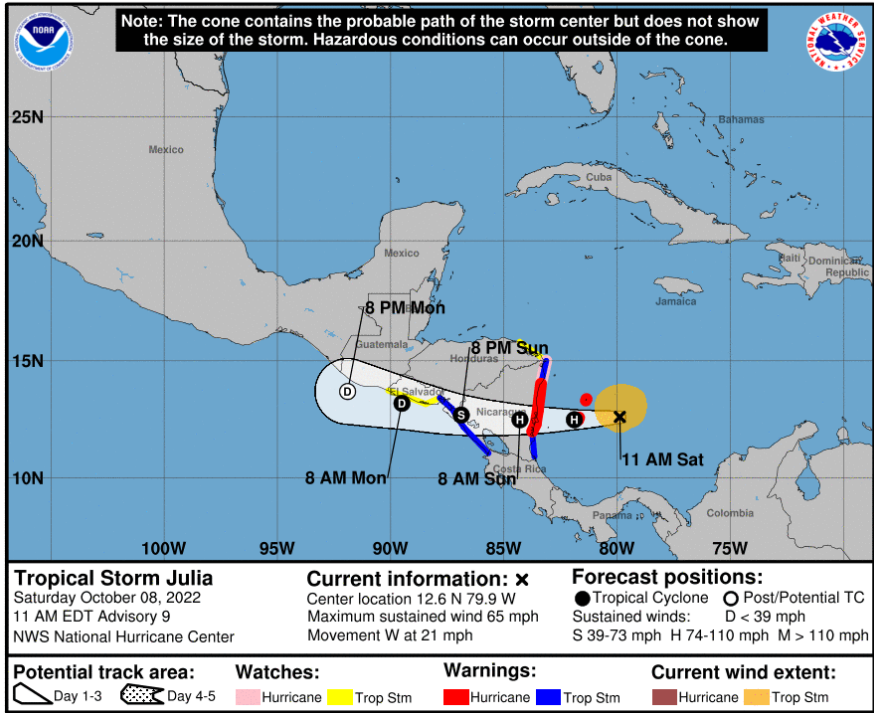 Note: The cone contains the probable path of the storm center but does not show
the size of the storm. Hazardous conditions can occur outside of the cone.
NOAA
NATIONAL WEATHER SERVICE
25N
20N
15N
10N
100W
95W
90W
85W
80W
75W
Mexico
Bahamas
Cuba
Mexico
Haiti
Dominican
Republic
Jamaica
8 PM Mon
Guatemala
8 PM Sun
Honduras
El Salvador
Nicaragua
D
D
S
H
H
8 AM Mon
8 AM Sun
11 AM Sat
Costa Rica
Panama
Colombia
Tropical Storm Julia
Saturday October 08, 2022
11 AM EDT Advisory 9
NWS National Hurricane Center
Current information: x
Center location 12.6 N 79.9 W
Maximum sustained wind 65 mph
Movement W at 21 mph
Forecast positions:
Tropical Cyclone Post/Potential TC
Sustained winds: D < 39 mph
S 39-73 mph H 74-110 mph M > 110 mph
Potential track area:
Day 1-3 Day 4-5
Watches:
Hurricane Trop Stm
Warnings:
Hurricane Trop Stm
Current wind extent:
Hurricane Trop Stm